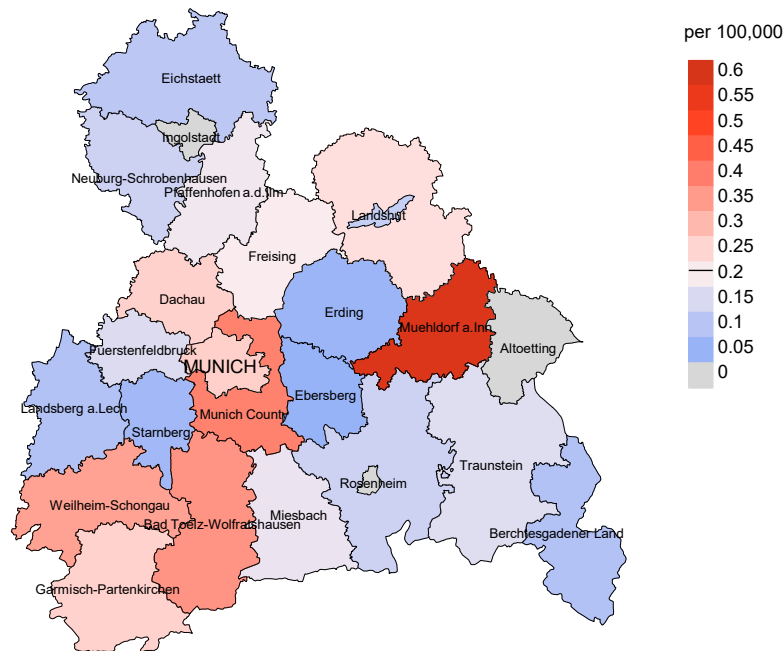 per 100,000
0.6
0.55
0.5
0.45
0.4
0.35
0.3
0.25
0.2
0.15
0.1
0.05
0
Eichstaett
Ingolstadt
Neuburg-Schrobenhausen
Pfaffenhofen a.d.Ilm
Landshut
Freising
Dachau
Erding
Muehldorf a.Inn
Altoetting
Fuerstenfeldbruck
MUNICH
Ebersberg
Landsberg a.Lech
Munich County
Starnberg
Traunstein
Rosenheim
Weilheim-Schongau
Miesbach
Bad Toelz-Wolfratshausen
Berchtesgadener Land
Garmisch-Partenkirchen